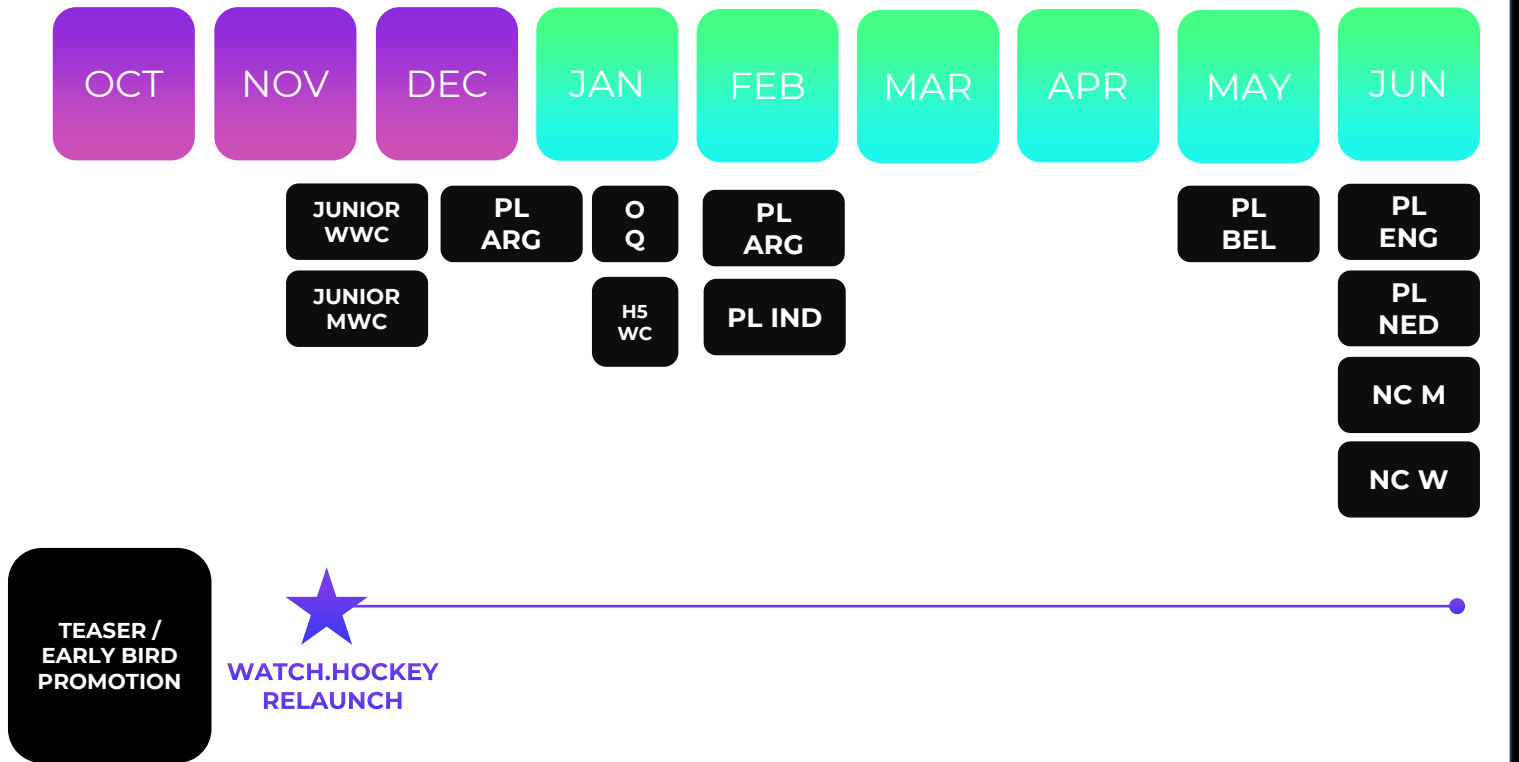 OCT NOV DEC JAN FEB MAR APR MAY JUN
JUNIOR
WWC
PL
ARG
O
Q
PL
ARG
PL
BEL
PL
ENG
JUNIOR
MWC
H5
WC
PL IND
PL
NED
NC M
NC W
TEASER /
EARLY BIRD
PROMOTION
WATCH.HOCKEY
RELAUNCH